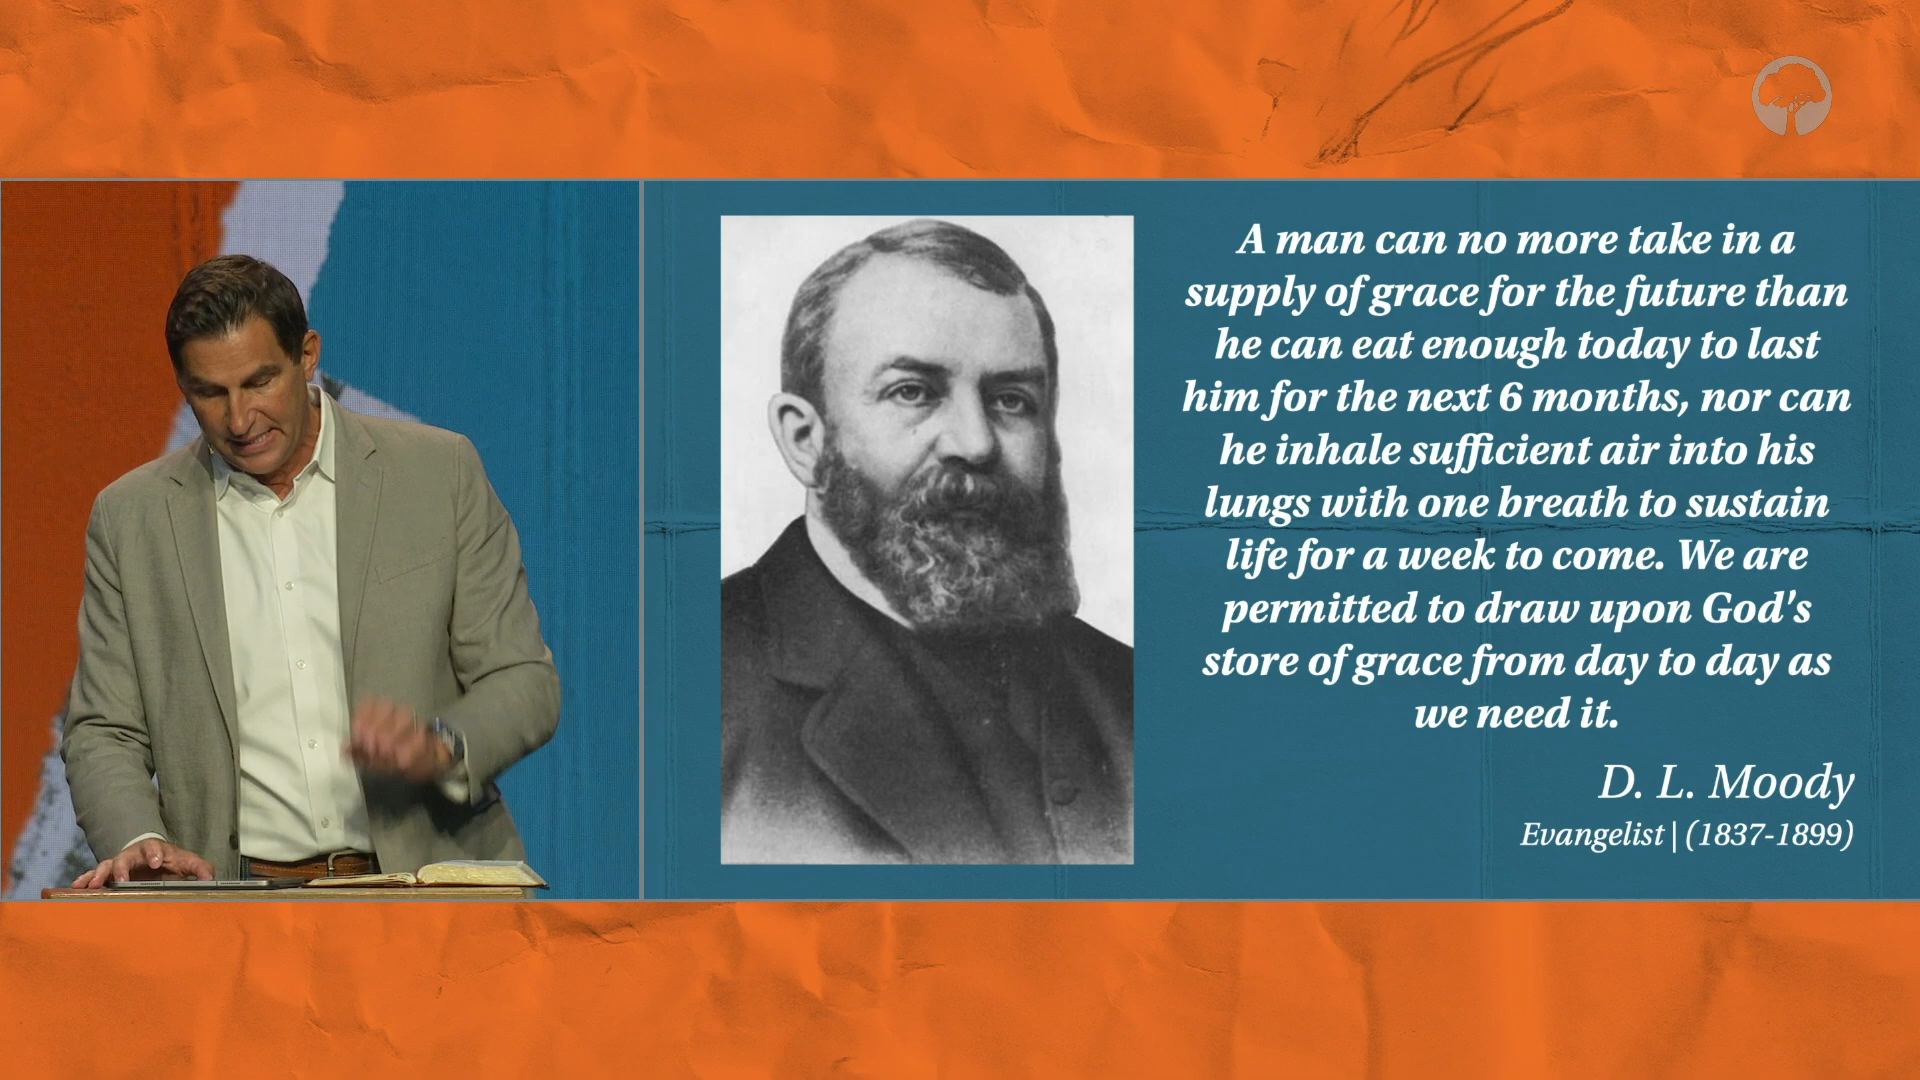 A man can no more take in a
supply of grace for the future than
he can eat enough today to last
him for the next 6 months, nor can
he inhale sufficient air into his
lungs with one breath to sustain
life for a week to come. We are
permitted to draw upon God's
store of grace from day to day as
we need it.
D. L. Moody
Evangelist | (1837-1899)